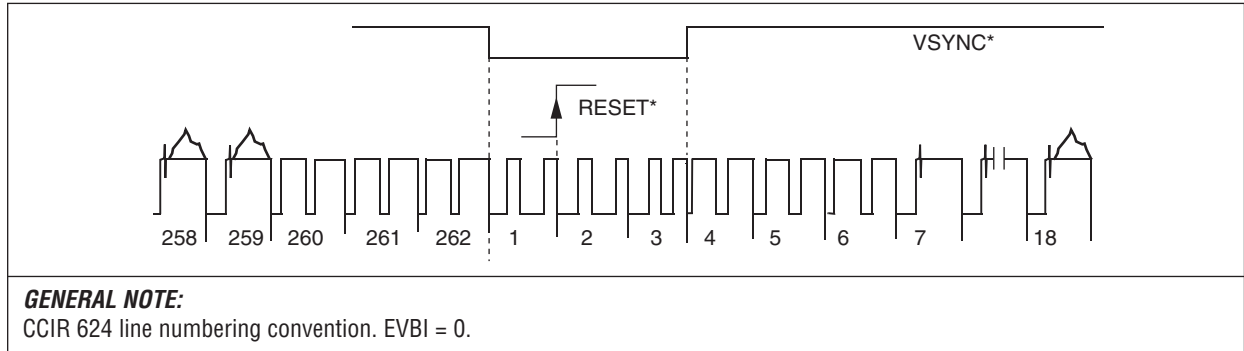 VSYNC*
RESET*
258 259 260 261 262 1 2 3 4 5 6 7 18
GENERAL NOTE:
CCIR 624 line numbering convention. EVBI = 0.